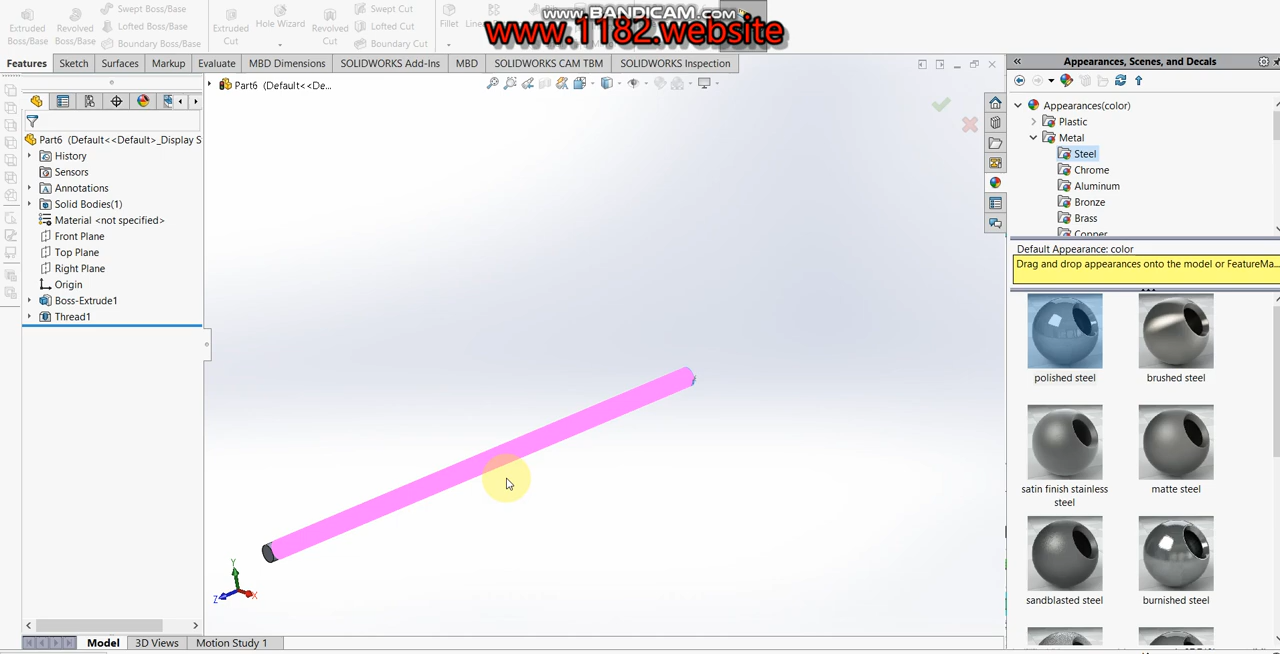 www.BANDICAM.com
www.1182.website
Extruded Boss/Base
Revolved Boss/Base
Swept Boss/Base
Lofted Boss/Base
Boundary Boss/Base
Extruded Cut
Hole Wizard
Revolved Cut
Swept Cut
Lofted Cut
Boundary Cut
Fillet
Features
Sketch
Surfaces
Markup
Evaluate
MBD Dimensions
SOLIDWORKS Add-Ins
MBD
SOLIDWORKS CAM TBM
SOLIDWORKS Inspection
Part6 (Default<<De...
Part6 (Default<<Default>_Display S
History
Sensors
Annotations
Solid Bodies(1)
Material <not specified>
Front Plane
Top Plane
Right Plane
Origin
Boss-Extrude1
Thread1
Y
Z
X
Model
3D Views
Motion Study 1
Appearances, Scenes, and Decals
Appearances(color)
Plastic
Metal
Steel
Chrome
Aluminum
Bronze
Brass
Copper
Default Appearance: color
Drag and drop appearances onto the model or FeatureMa...
polished steel
brushed steel
satin finish stainless
steel
matte steel
sandblasted steel
burnished steel